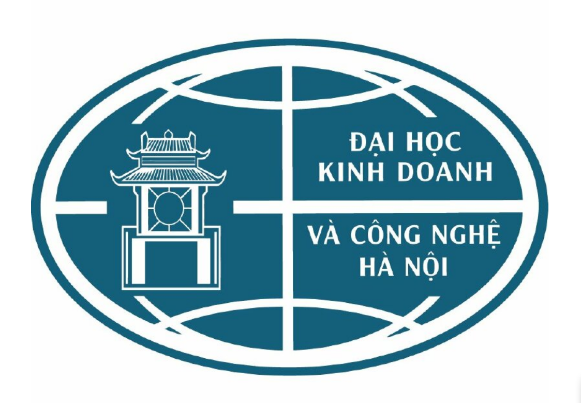 ĐẠI HỌC
KINH DOANH
VÀ CÔNG NGHỆ
HÀ NỘI